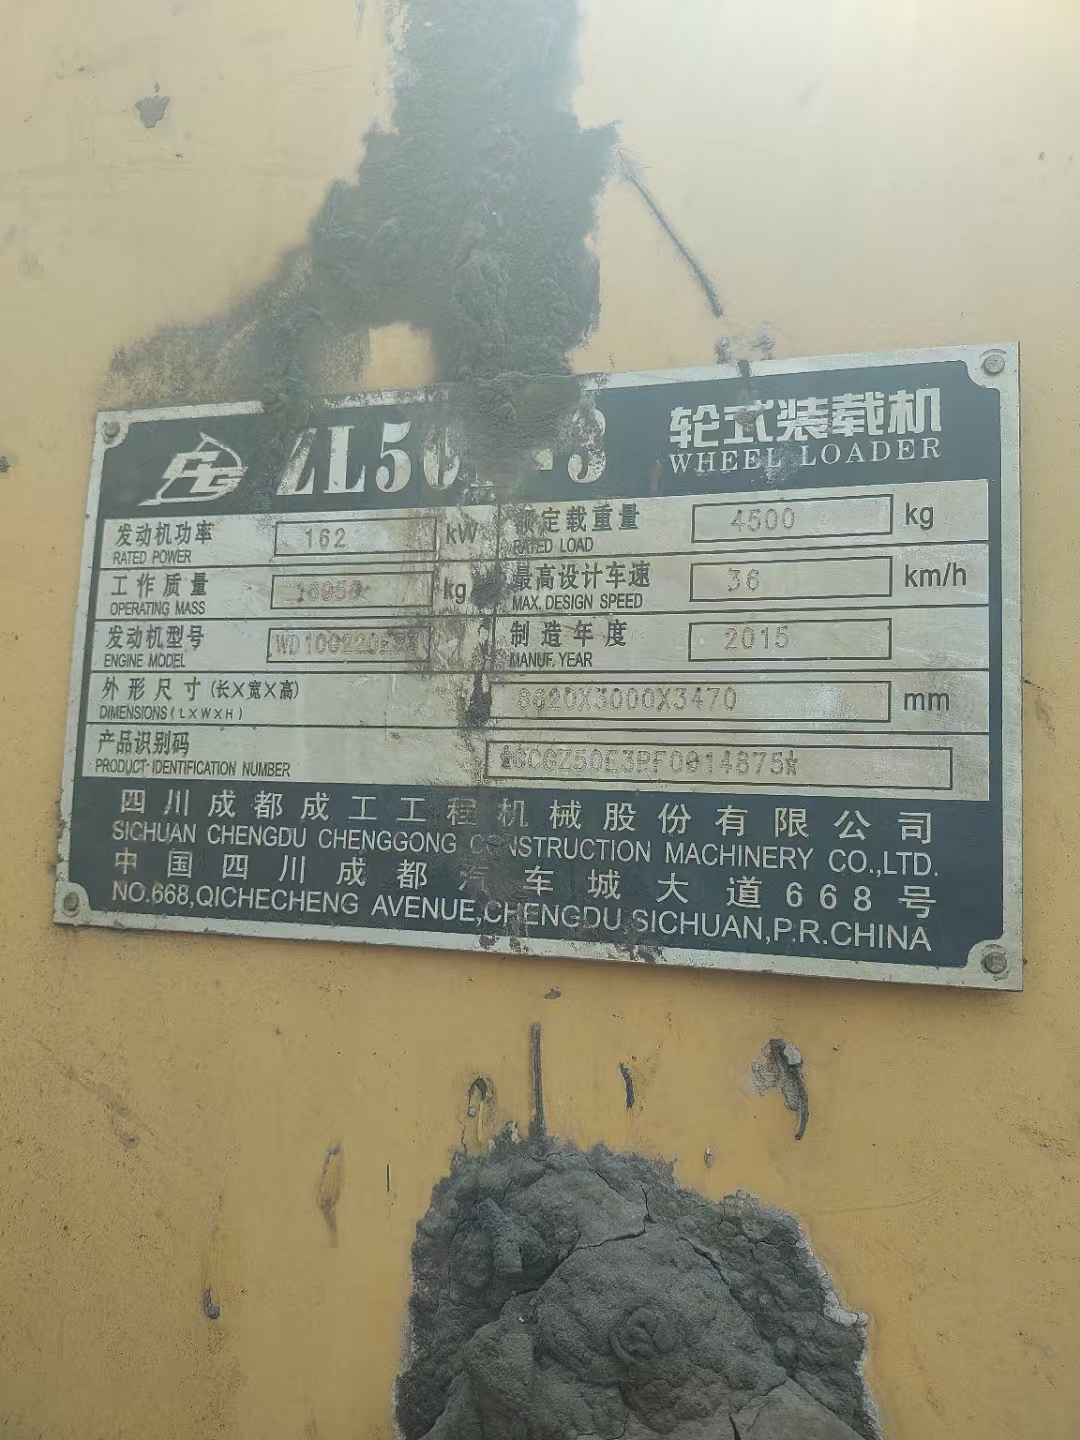 轮式装载机
WHEEL LOADER
发动机功率 162 kW 额定载重量 4500 kg
RATED POWER RATED LOAD
工作质量 kg 最高设计车速 36 km/h
OPERATING MASS MAX. DESIGN SPEED
发动机型号 制造年度 2015
ENGINE MODEL MANUF. YEAR
外形尺寸(长X宽X高) 8620X3000X3470 mm
DIMENSIONS(LXWXH)
产品识别码
PRODUCT IDENTIFICATION NUMBER
四川成都成工工程机械股份有限公司
SICHUAN CHENGDU CHENGGONG CONSTRUCTION MACHINERY CO.,LTD.
中国四川成都汽车城大道668号
NO.668,QICHECHENG AVENUE,CHENGDU,SICHUAN,P.R.CHINA